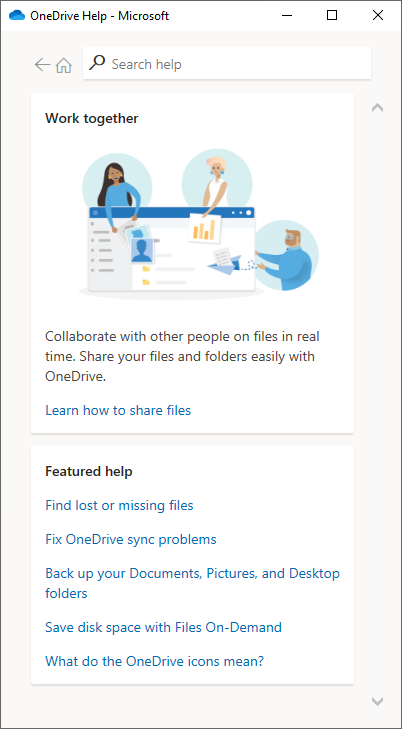 OneDrive Help - Microsoft
Search help
Work together
Collaborate with other people on files in real
time. Share your files and folders easily with
OneDrive.
Learn how to share files
Featured help
Find lost or missing files
Fix OneDrive sync problems
Back up your Documents, Pictures, and Desktop
folders
Save disk space with Files On-Demand
What do the OneDrive icons mean?